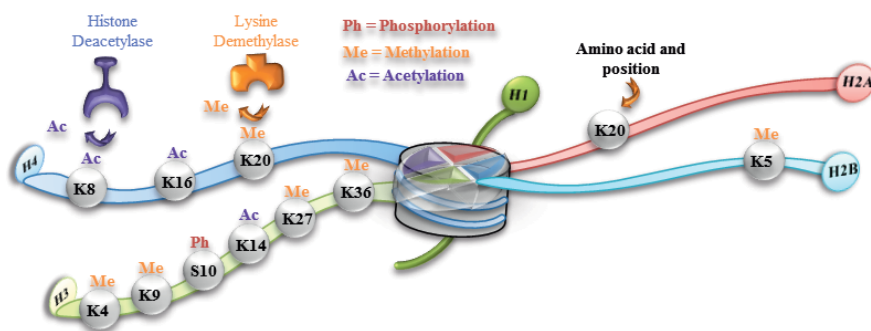 Histone
Deacetylase
Lysine
Demethylase
Ph = Phosphorylation
Me = Methylation
Ac = Acetylation
Amino acid and
position
H1
H2A
Ac
Me
K20
Ac
Ac
Me
Me
H4
K8
K16
K20
Me
K5
H2B
Me
K36
Ac
K27
Ph
K14
S10
Me
Me
H3
K4
K9